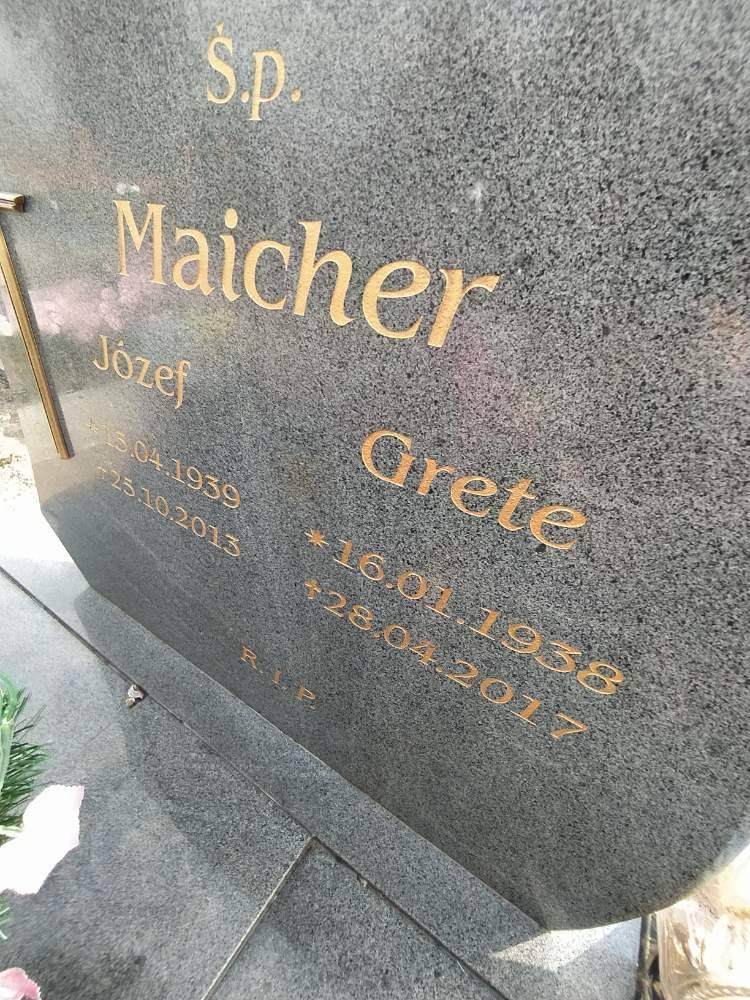 Ś.p.
Maicher
Józef
*15.04.1939
†25.10.2013
Grete
*16.01.1938
†28.04.2017
R.I.P.